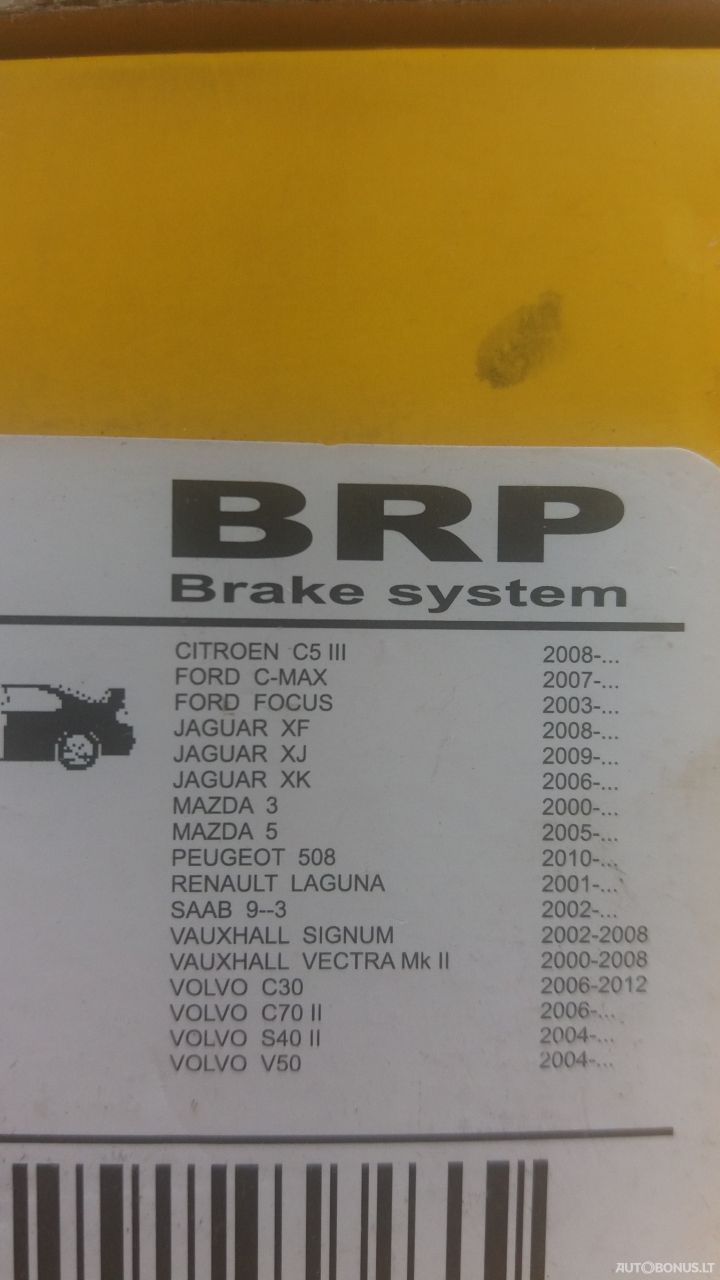 BRP
Brake system
CITROEN C5 III 2008-...
FORD C-MAX 2007-...
FORD FOCUS 2003-...
JAGUAR XF 2008-...
JAGUAR XJ 2009-...
JAGUAR XK 2006-...
MAZDA 3 2000-...
MAZDA 5 2005-...
PEUGEOT 508 2010-...
RENAULT LAGUNA 2001-...
SAAB 9--3 2002-...
VAUXHALL SIGNUM 2002-2008
VAUXHALL VECTRA Mk II 2000-2008
VOLVO C30 2006-2012
VOLVO C70 II 2006-...
VOLVO S40 II 2004-...
VOLVO V50 2004-...
AUTOBONUS.LT